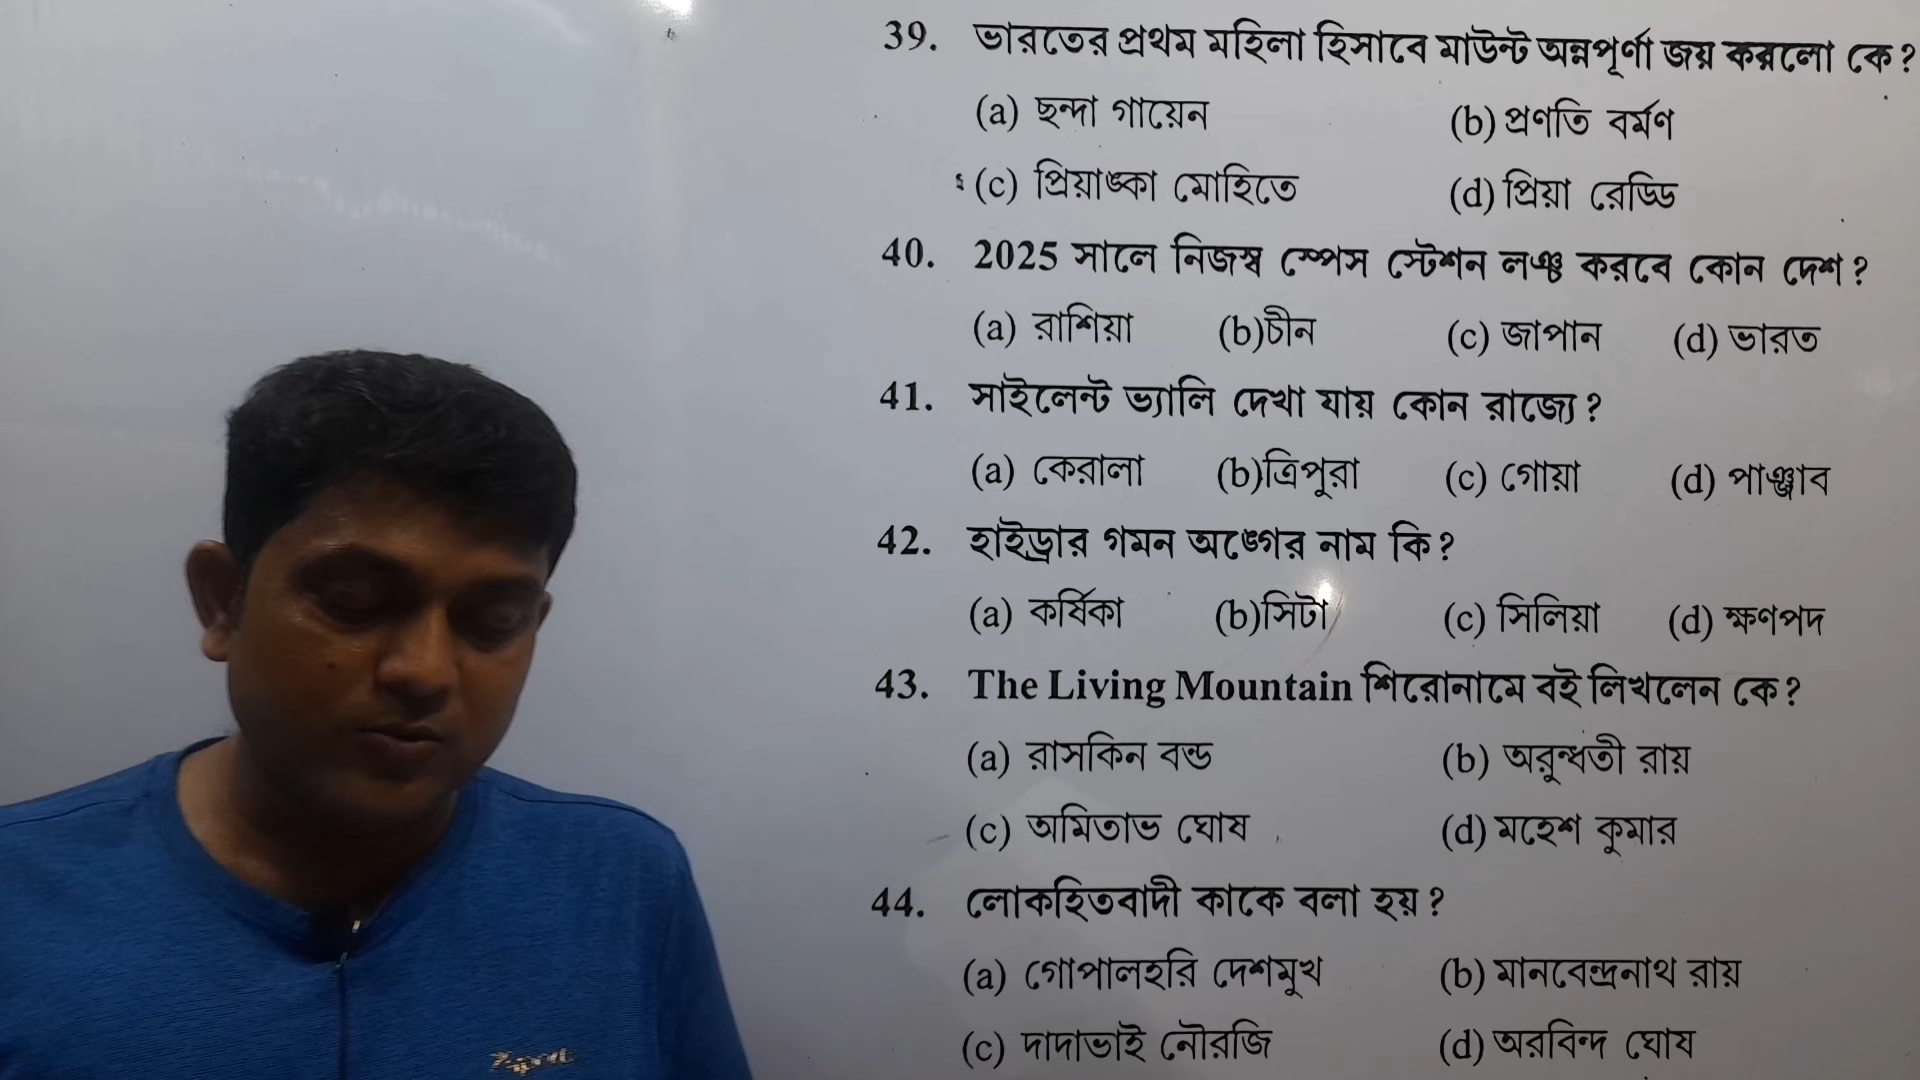 39. ভারতের প্রথম মহিলা হিসাবে মাউন্ট অন্নপূর্ণা জয় করলো কে ?
(a) ছন্দা গায়েন (b) প্রণতি বর্মণ
(c) প্রিয়াঙ্কা মোহিতে (d) প্রিয়া রেড্ডি
40. 2025 সালে নিজস্ব স্পেস স্টেশন লঞ্চ করবে কোন দেশ ?
(a) রাশিয়া (b)চীন (c) জাপান (d) ভারত
41. সাইলেন্ট ভ্যালি দেখা যায় কোন রাজ্যে ?
(a) কেরালা (b)ত্রিপুরা (c) গোয়া (d) পাঞ্জাব
42. হাইড্রার গমন অঙ্গের নাম কি ?
(a) কর্ষিকা (b)সিটা (c) সিলিয়া (d) ক্ষণপদ
43. The Living Mountain শিরোনামে বই লিখলেন কে ?
(a) রাসকিন বন্ড (b) অরুন্ধতী রায়
(c) অমিতাভ ঘোষ (d) মহেশ কুমার
44. লোকহিতবাদী কাকে বলা হয় ?
(a) গোপালহরি দেশমুখ (b) মানবেন্দ্রনাথ রায়
(c) দাদাভাই নৌরজি (d) অরবিন্দ ঘোষ